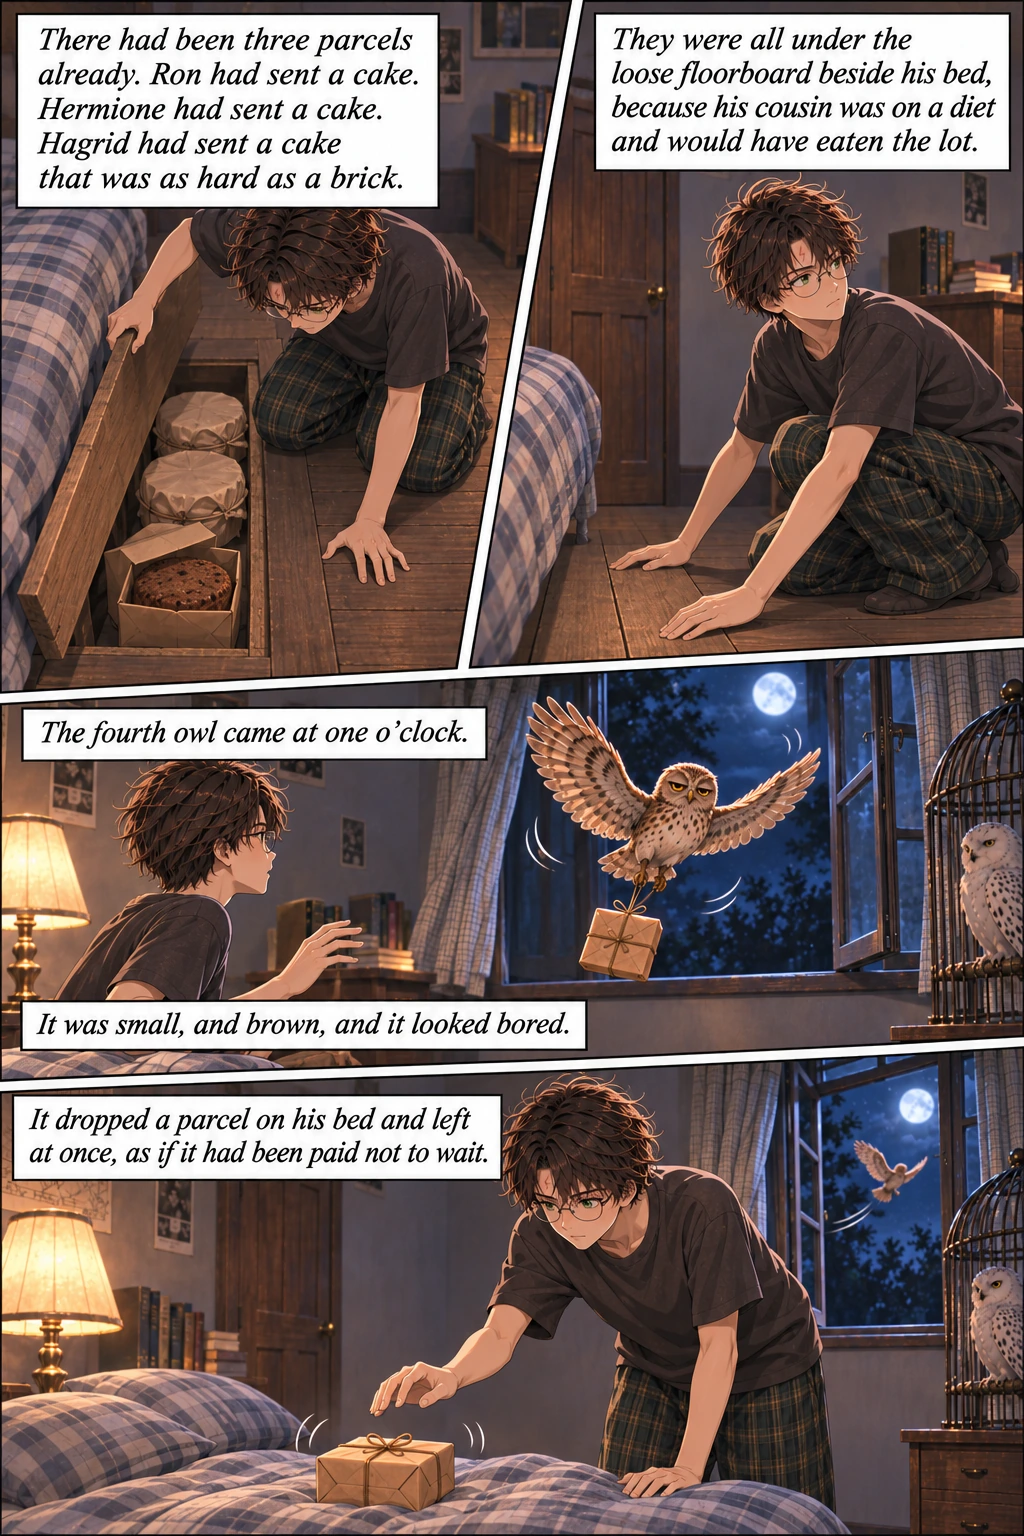 There had been three parcels
already. Ron had sent a cake.
Hermione had sent a cake.
Hagrid had sent a cake
that was as hard as a brick.
They were all under the
loose floorboard beside his bed,
because his cousin was on a diet
and would have eaten the lot.
The fourth owl came at one o’clock.
It was small, and brown, and it looked bored.
It dropped a parcel on his bed and left
at once, as if it had been paid not to wait.